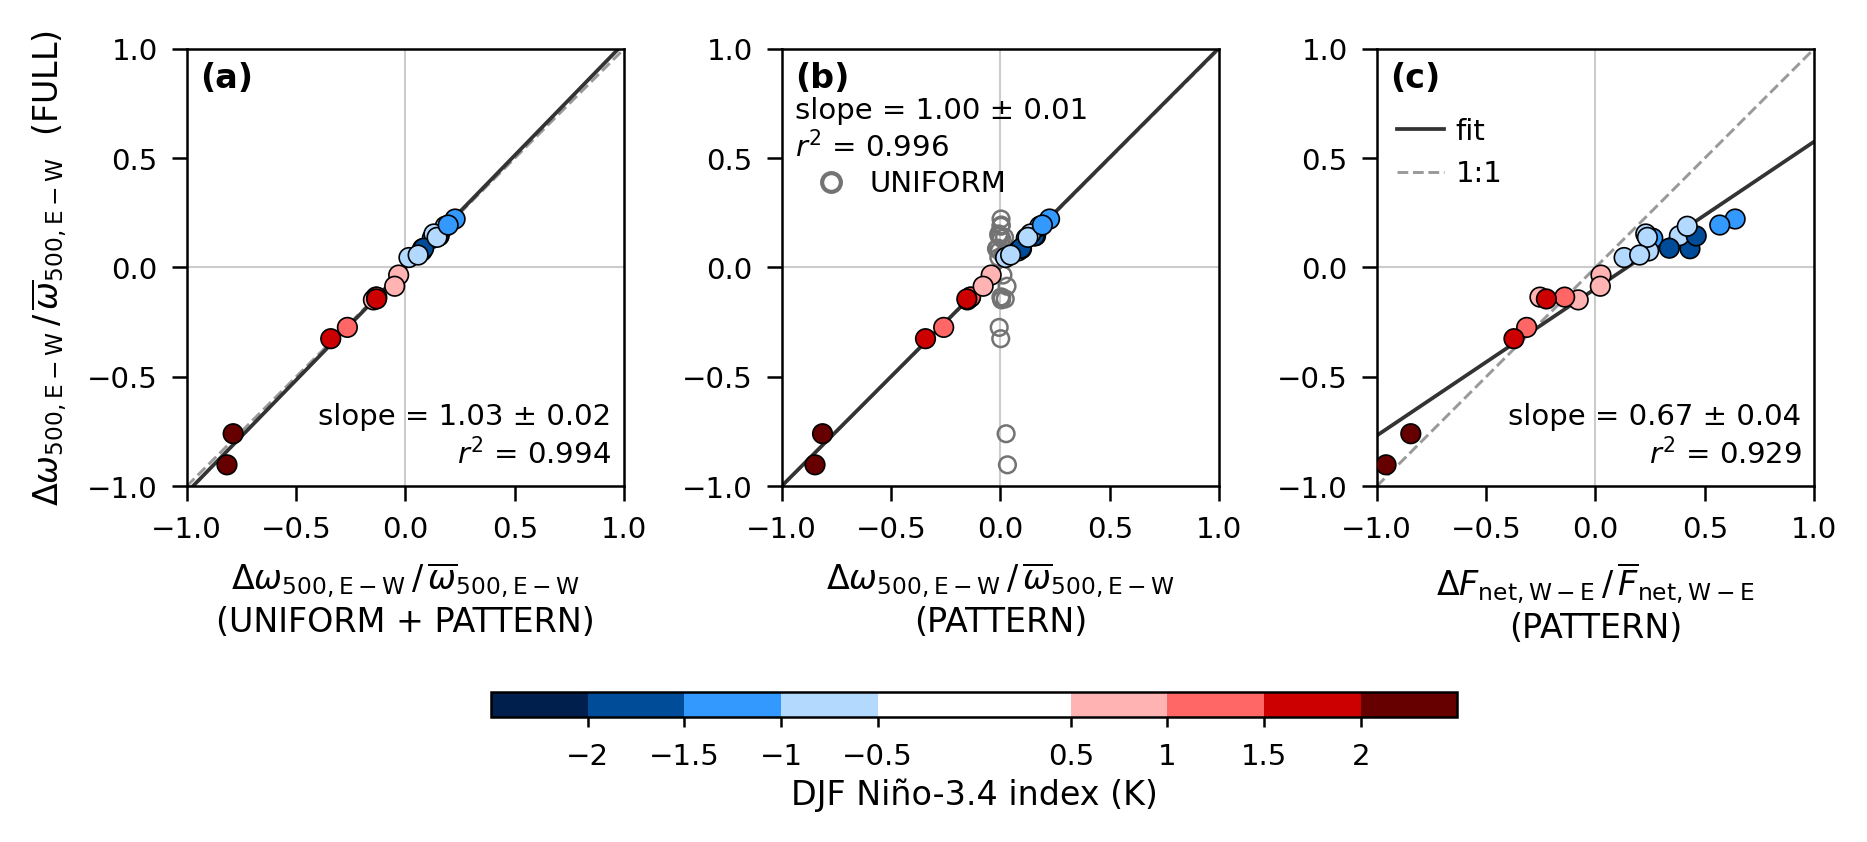 Δω500,E−W / ω̅500,E−W (FULL)
(a)
1.0
0.5
0.0
−0.5
−1.0
slope = 1.03 ± 0.02
r² = 0.994
−1.0 −0.5 0.0 0.5 1.0
Δω500,E−W / ω̅500,E−W
(UNIFORM + PATTERN)
(b)
slope = 1.00 ± 0.01
r² = 0.996
UNIFORM
1.0
0.5
0.0
−0.5
−1.0
−1.0 −0.5 0.0 0.5 1.0
Δω500,E−W / ω̅500,E−W
(PATTERN)
(c)
fit
1:1
1.0
0.5
0.0
−0.5
−1.0
slope = 0.67 ± 0.04
r² = 0.929
−1.0 −0.5 0.0 0.5 1.0
ΔFnet,W−E / F̅net,W−E
(PATTERN)
−2 −1.5 −1 −0.5 0.5 1 1.5 2
DJF Niño-3.4 index (K)